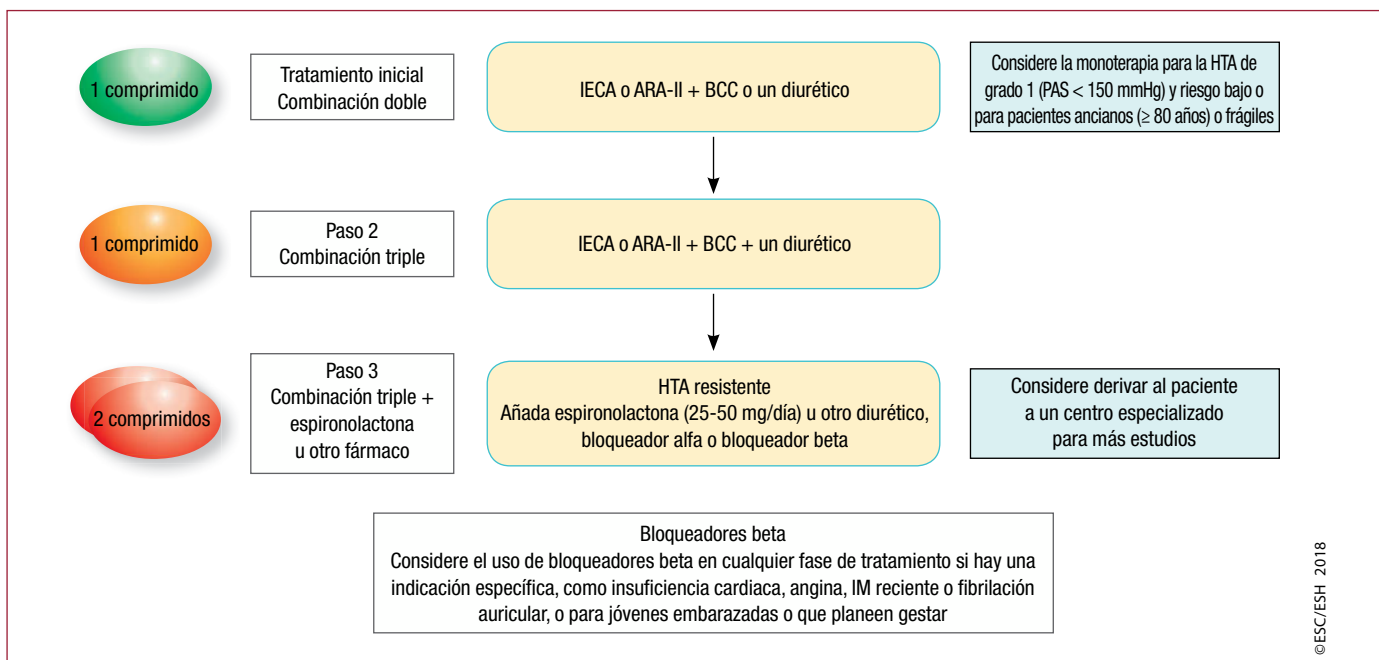 1 comprimido
Tratamiento inicial
Combinación doble
IECA o ARA-II + BCC o un diurético
Considere la monoterapia para la HTA de
grado 1 (PAS < 150 mmHg) y riesgo bajo o
para pacientes ancianos (≥ 80 años) o frágiles
1 comprimido
Paso 2
Combinación triple
IECA o ARA-II + BCC + un diurético
2 comprimidos
Paso 3
Combinación triple +
espironolactona
u otro fármaco
HTA resistente
Añada espironolactona (25-50 mg/día) u otro diurético,
bloqueador alfa o bloqueador beta
Considere derivar al paciente
a un centro especializado
para más estudios
Bloqueadores beta
Considere el uso de bloqueadores beta en cualquier fase de tratamiento si hay una
indicación específica, como insuficiencia cardiaca, angina, IM reciente o fibrilación
auricular, o para jóvenes embarazadas o que planeen gestar
©ESC/ESH 2018